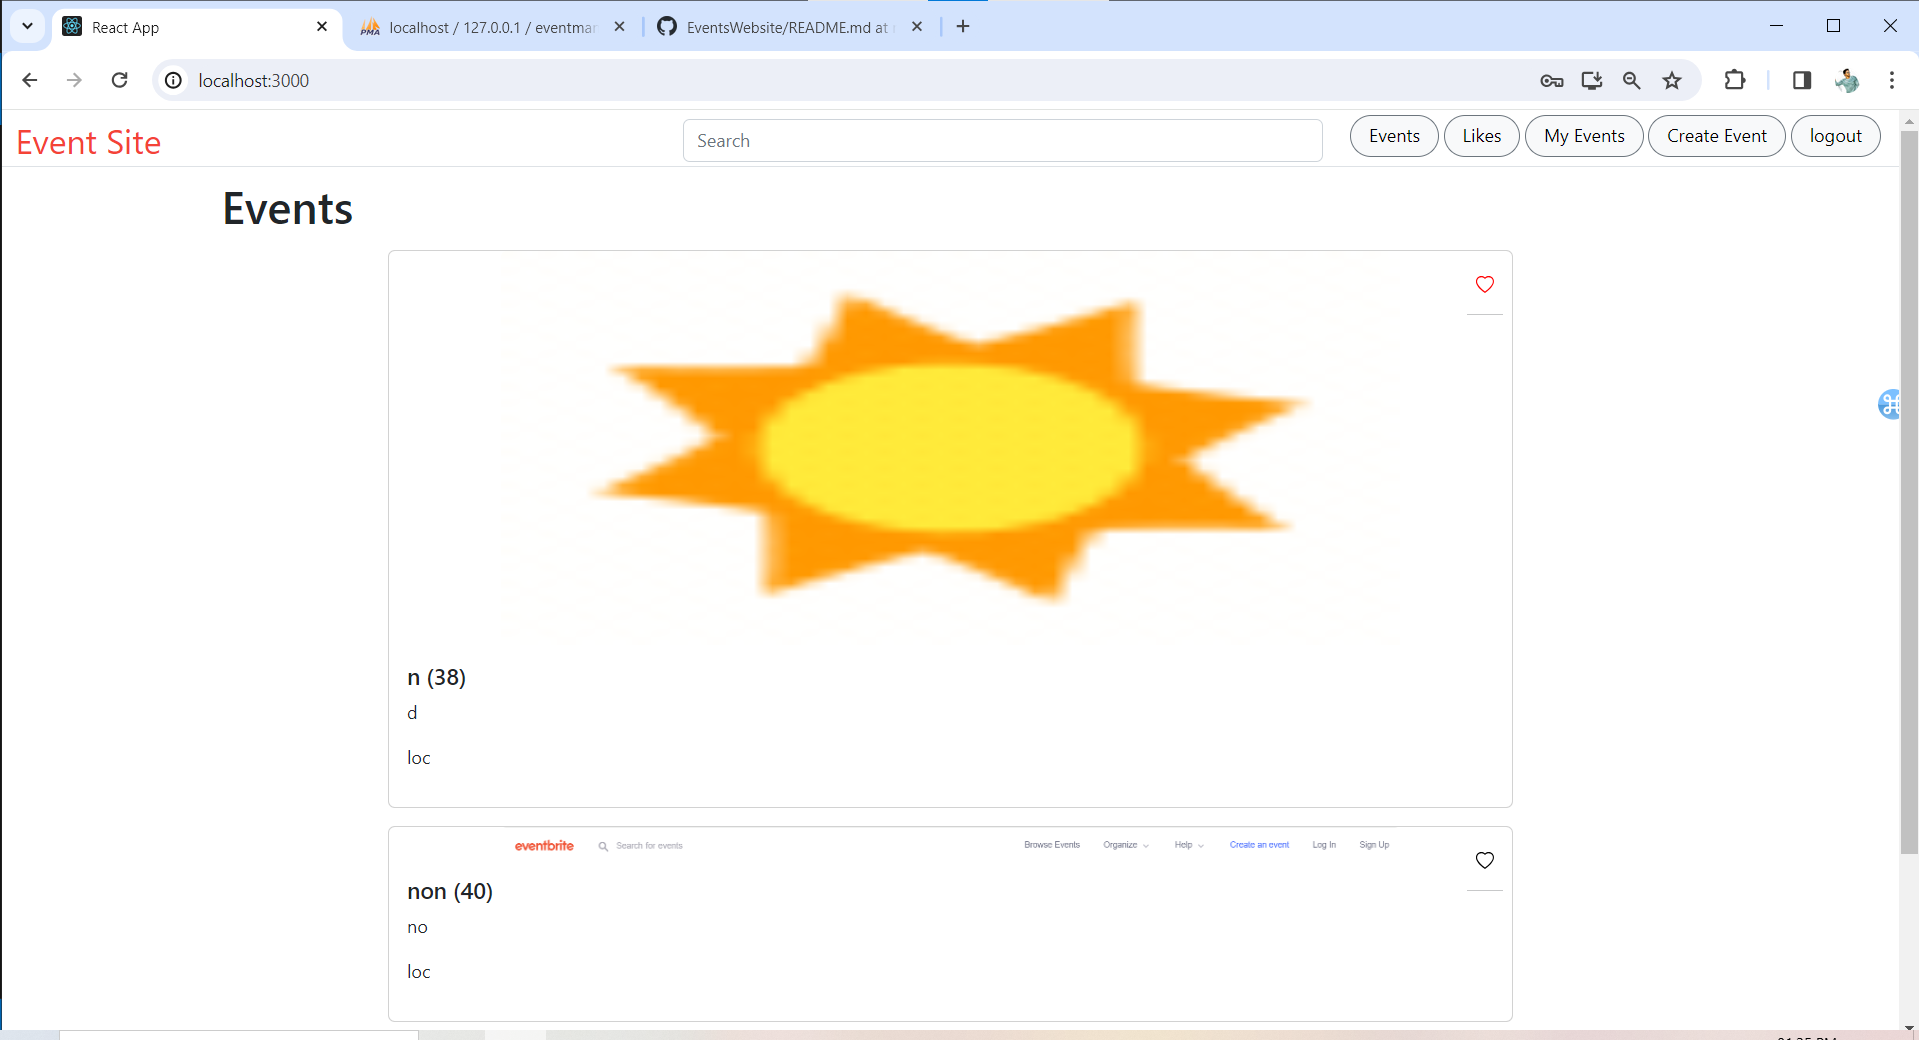 React App
localhost / 127.0.0.1 / eventmar
EventsWebsite/README.md at
localhost:3000
Event Site
Search
Events
Likes
My Events
Create Event
logout
Events
n (38)
d
loc
eventbrite
Search for events
Browse Events
Organize
Help
Create an event
Log In
Sign Up
non (40)
no
loc